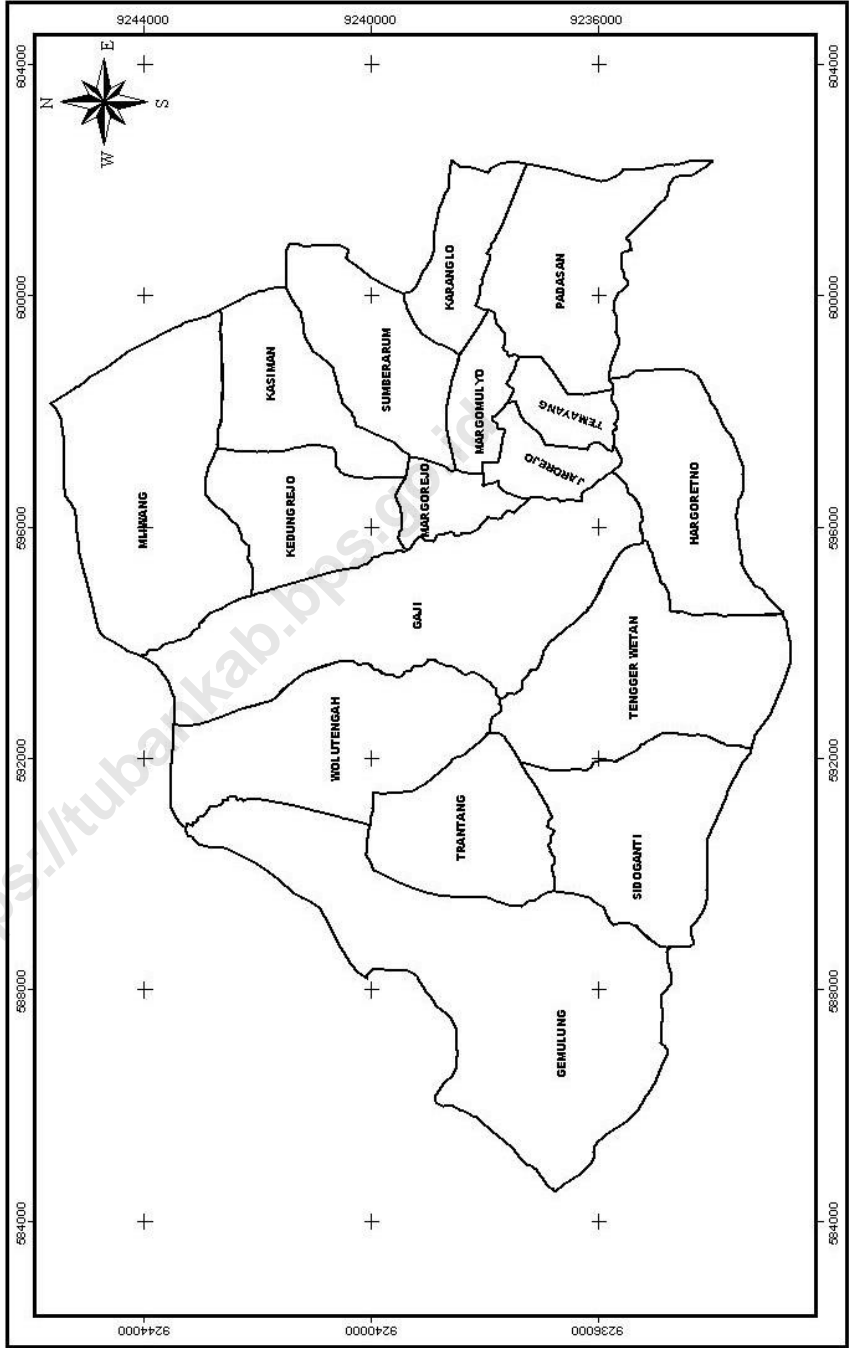 584000
588000
592000
596000
600000
604000
N
W
E
S
9244000
9240000
9236000
MLIWANG
KASIMAN
KEDUNGREJO
WOLUTENGAH
SUMBERARUM
GAJI
MARGOREJO
KARANGLO
TRANTANG
MARGOMULYO
GEMULUNG
JAROREJO
TEMAYANG
PADASAN
SIDOGANTI
TENGGER WETAN
HARGORETNO
9244000
9240000
9236000
584000
588000
592000
596000
600000
604000
ps://tubankab.bps.go.id